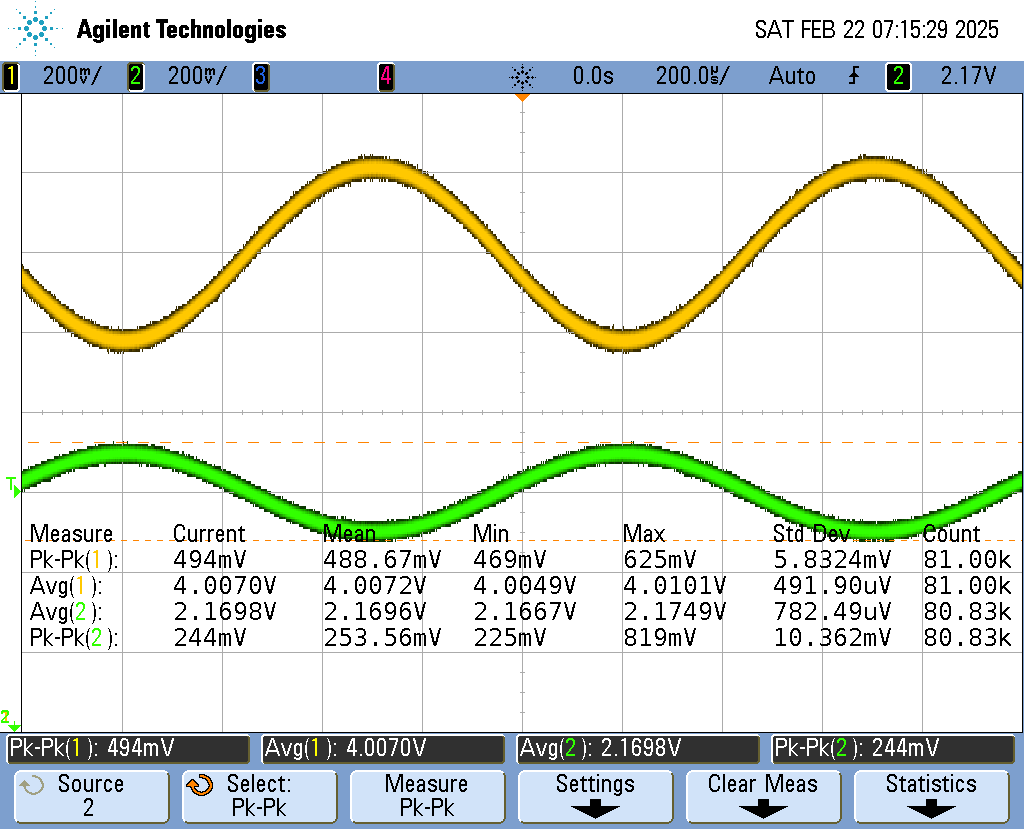 Agilent Technologies SAT FEB 22 07:15:29 2025
1 200mV/ 2 200mV/ 3 4 0.0s 200.0us/ Auto 2 2.17V
T
Measure Current Mean Min Max Std Dev Count
Pk-Pk(1): 494mV 488.67mV 469mV 625mV 5.8324mV 81.00k
Avg(1): 4.0070V 4.0072V 4.0049V 4.0101V 491.90uV 81.00k
Avg(2): 2.1698V 2.1696V 2.1667V 2.1749V 782.49uV 80.83k
Pk-Pk(2): 244mV 253.56mV 225mV 819mV 10.362mV 80.83k
2
Pk-Pk(1): 494mV Avg(1): 4.0070V Avg(2): 2.1698V Pk-Pk(2): 244mV
Source Select: Measure Settings Clear Meas Statistics
2 Pk-Pk Pk-Pk